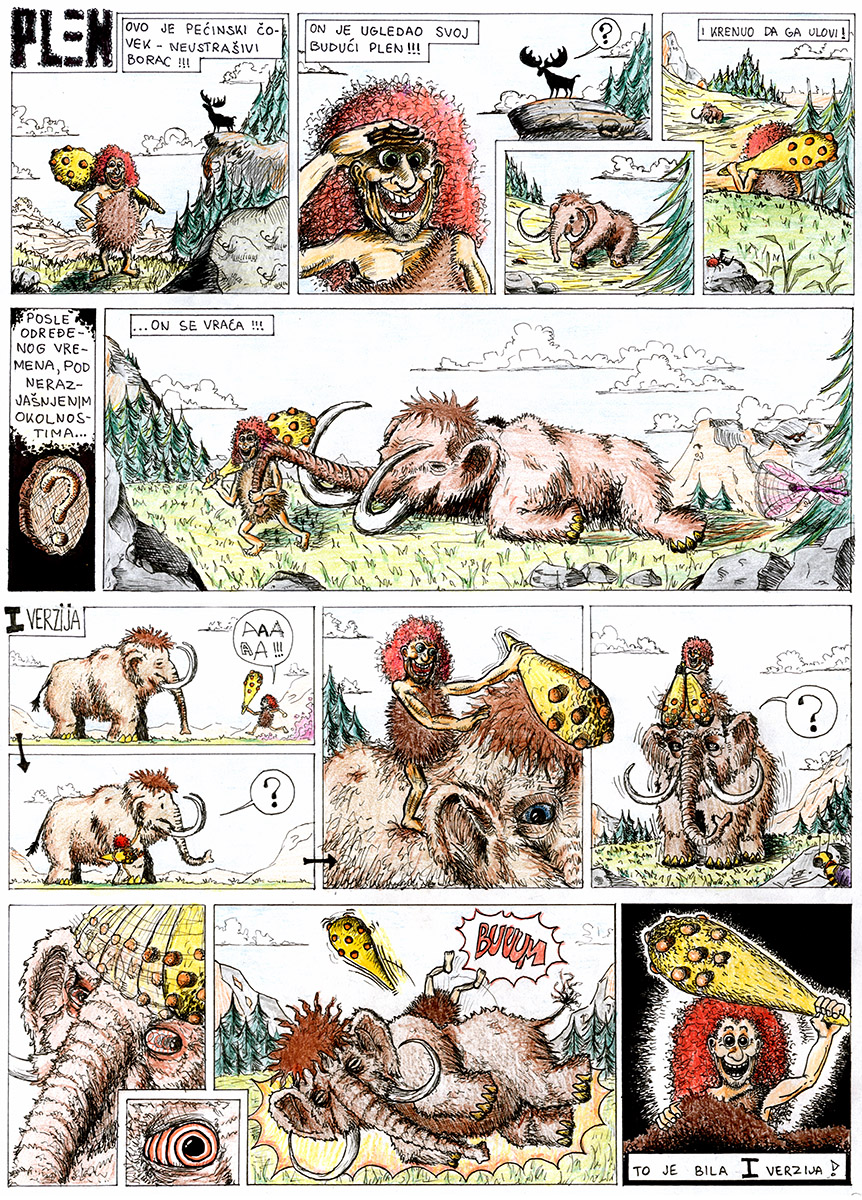 PLEN
OVO JE PEĆINSKI ČO-
VEK - NEUSTRAŠIVI
BORAC !!!
ON JE UGLEDAO SVOJ
BUDUĆI PLEN!!!
?
I KRENUO DA GA ULOVI!
POSLE
ODREĐE-
NOG VRE-
MENA, POD
NERAZ-
JAŠNJENIM
OKOLNOS-
TIMA...
?
...ON SE VRAĆA !!!
I VERZIJA
AAA
AA !!!
?
?
BUUUM
TO JE BILA I VERZIJA!